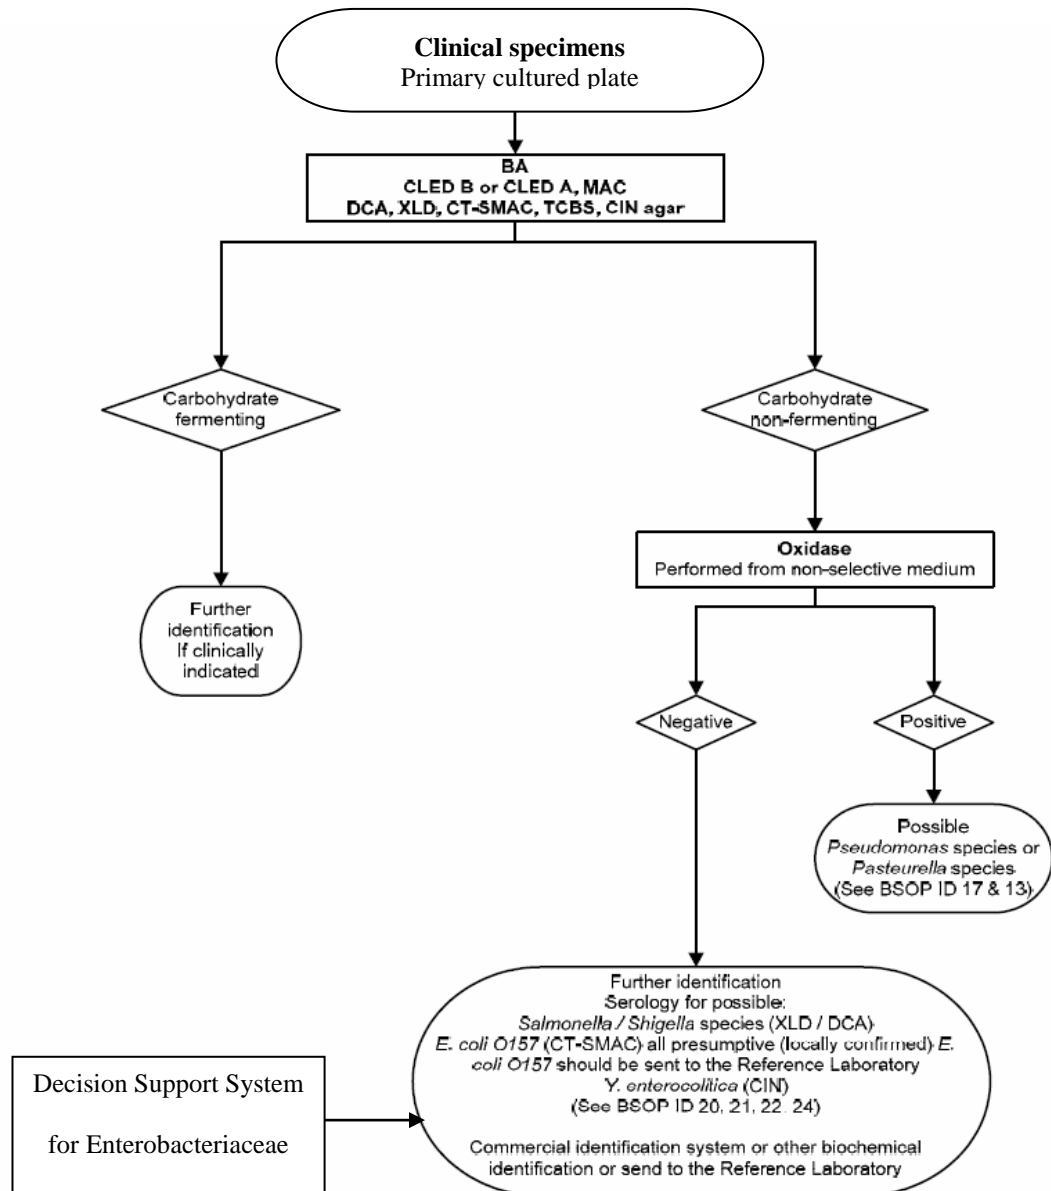 Clinical specimens
Primary cultured plate
BA
CLED B or CLED A, MAC
DCA, XLD, CT-SMAC, TCBS, CIN agar
Carbohydrate
fermenting
Carbohydrate
non-fermenting
Oxidase
Performed from non-selective medium
Further
identification
If clinically
indicated
Negative
Positive
Possible
Pseudomonas species or
Pasteurella species
(See BSOP ID 17 & 13)
Further identification
Serology for possible:
Salmonella / Shigella species (XLD / DCA)
E. coli O157 (CT-SMAC) all presumptive (locally confirmed) E.
coli O157 should be sent to the Reference Laboratory
Y. enterocolitica (CIN)
(See BSOP ID 20, 21, 22, 24)
Commercial identification system or other biochemical
identification or send to the Reference Laboratory
Decision Support System
for Enterobacteriaceae